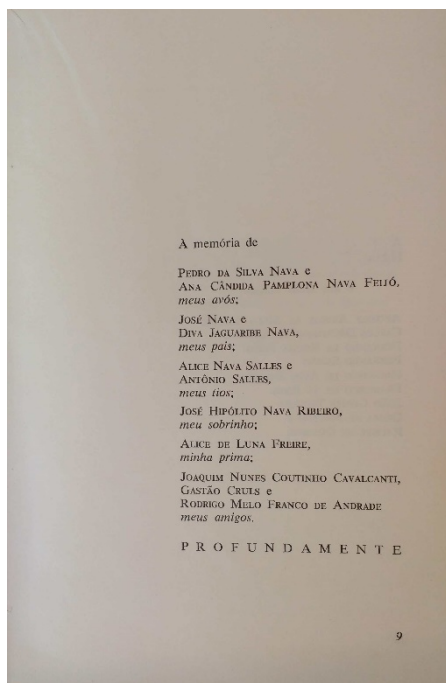 À memória de
PEDRO DA SILVA NAVA e
ANA CÂNDIDA PAMPLONA NAVA FEIJÓ,
meus avós;
JOSÉ NAVA e
DIVA JAGUARIBE NAVA,
meus pais;
ALICE NAVA SALLES e
ANTÔNIO SALLES,
meus tios;
JOSÉ HIPÓLITO NAVA RIBEIRO,
meu sobrinho;
ALICE DE LUNA FREIRE,
minha prima;
JOAQUIM NUNES COUTINHO CAVALCANTI,
GASTÃO CRULS e
RODRIGO MELO FRANCO DE ANDRADE
meus amigos.
PROFUNDAMENTE
9